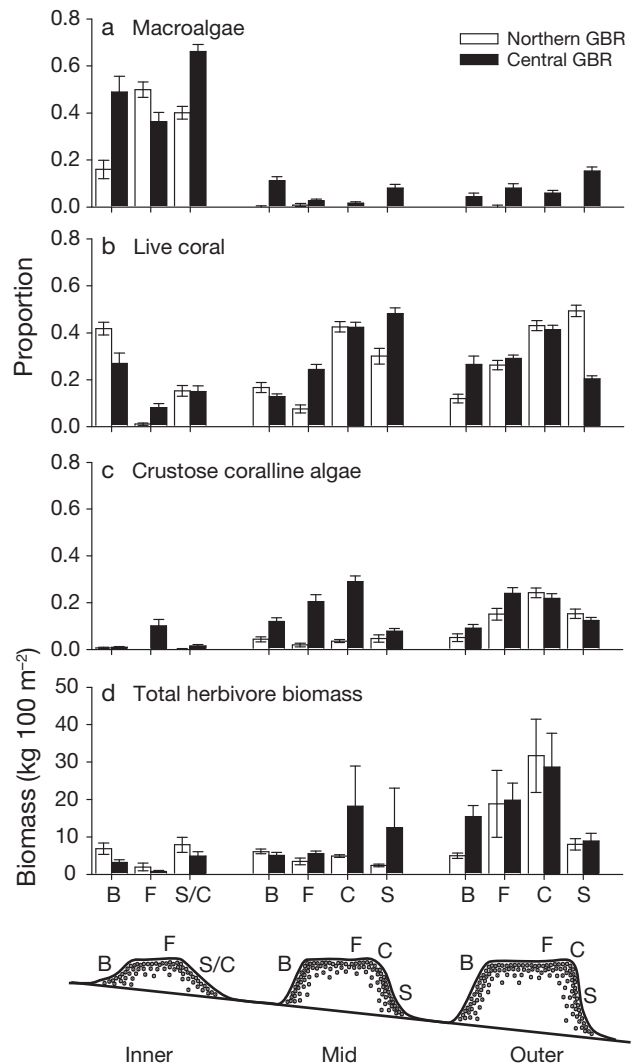 a Macroalgae
Northern GBR
Central GBR
0.8
0.6
0.4
0.2
0.0
b Live coral
0.8
0.6
0.4
0.2
0.0
Proportion
c Crustose coralline algae
0.8
0.6
0.4
0.2
0.0
d Total herbivore biomass
50
40
30
20
10
0
Biomass (kg 100 m⁻²)
B F S/C B F C S B F C S
B F S/C B F C S B F C S
Inner Mid Outer